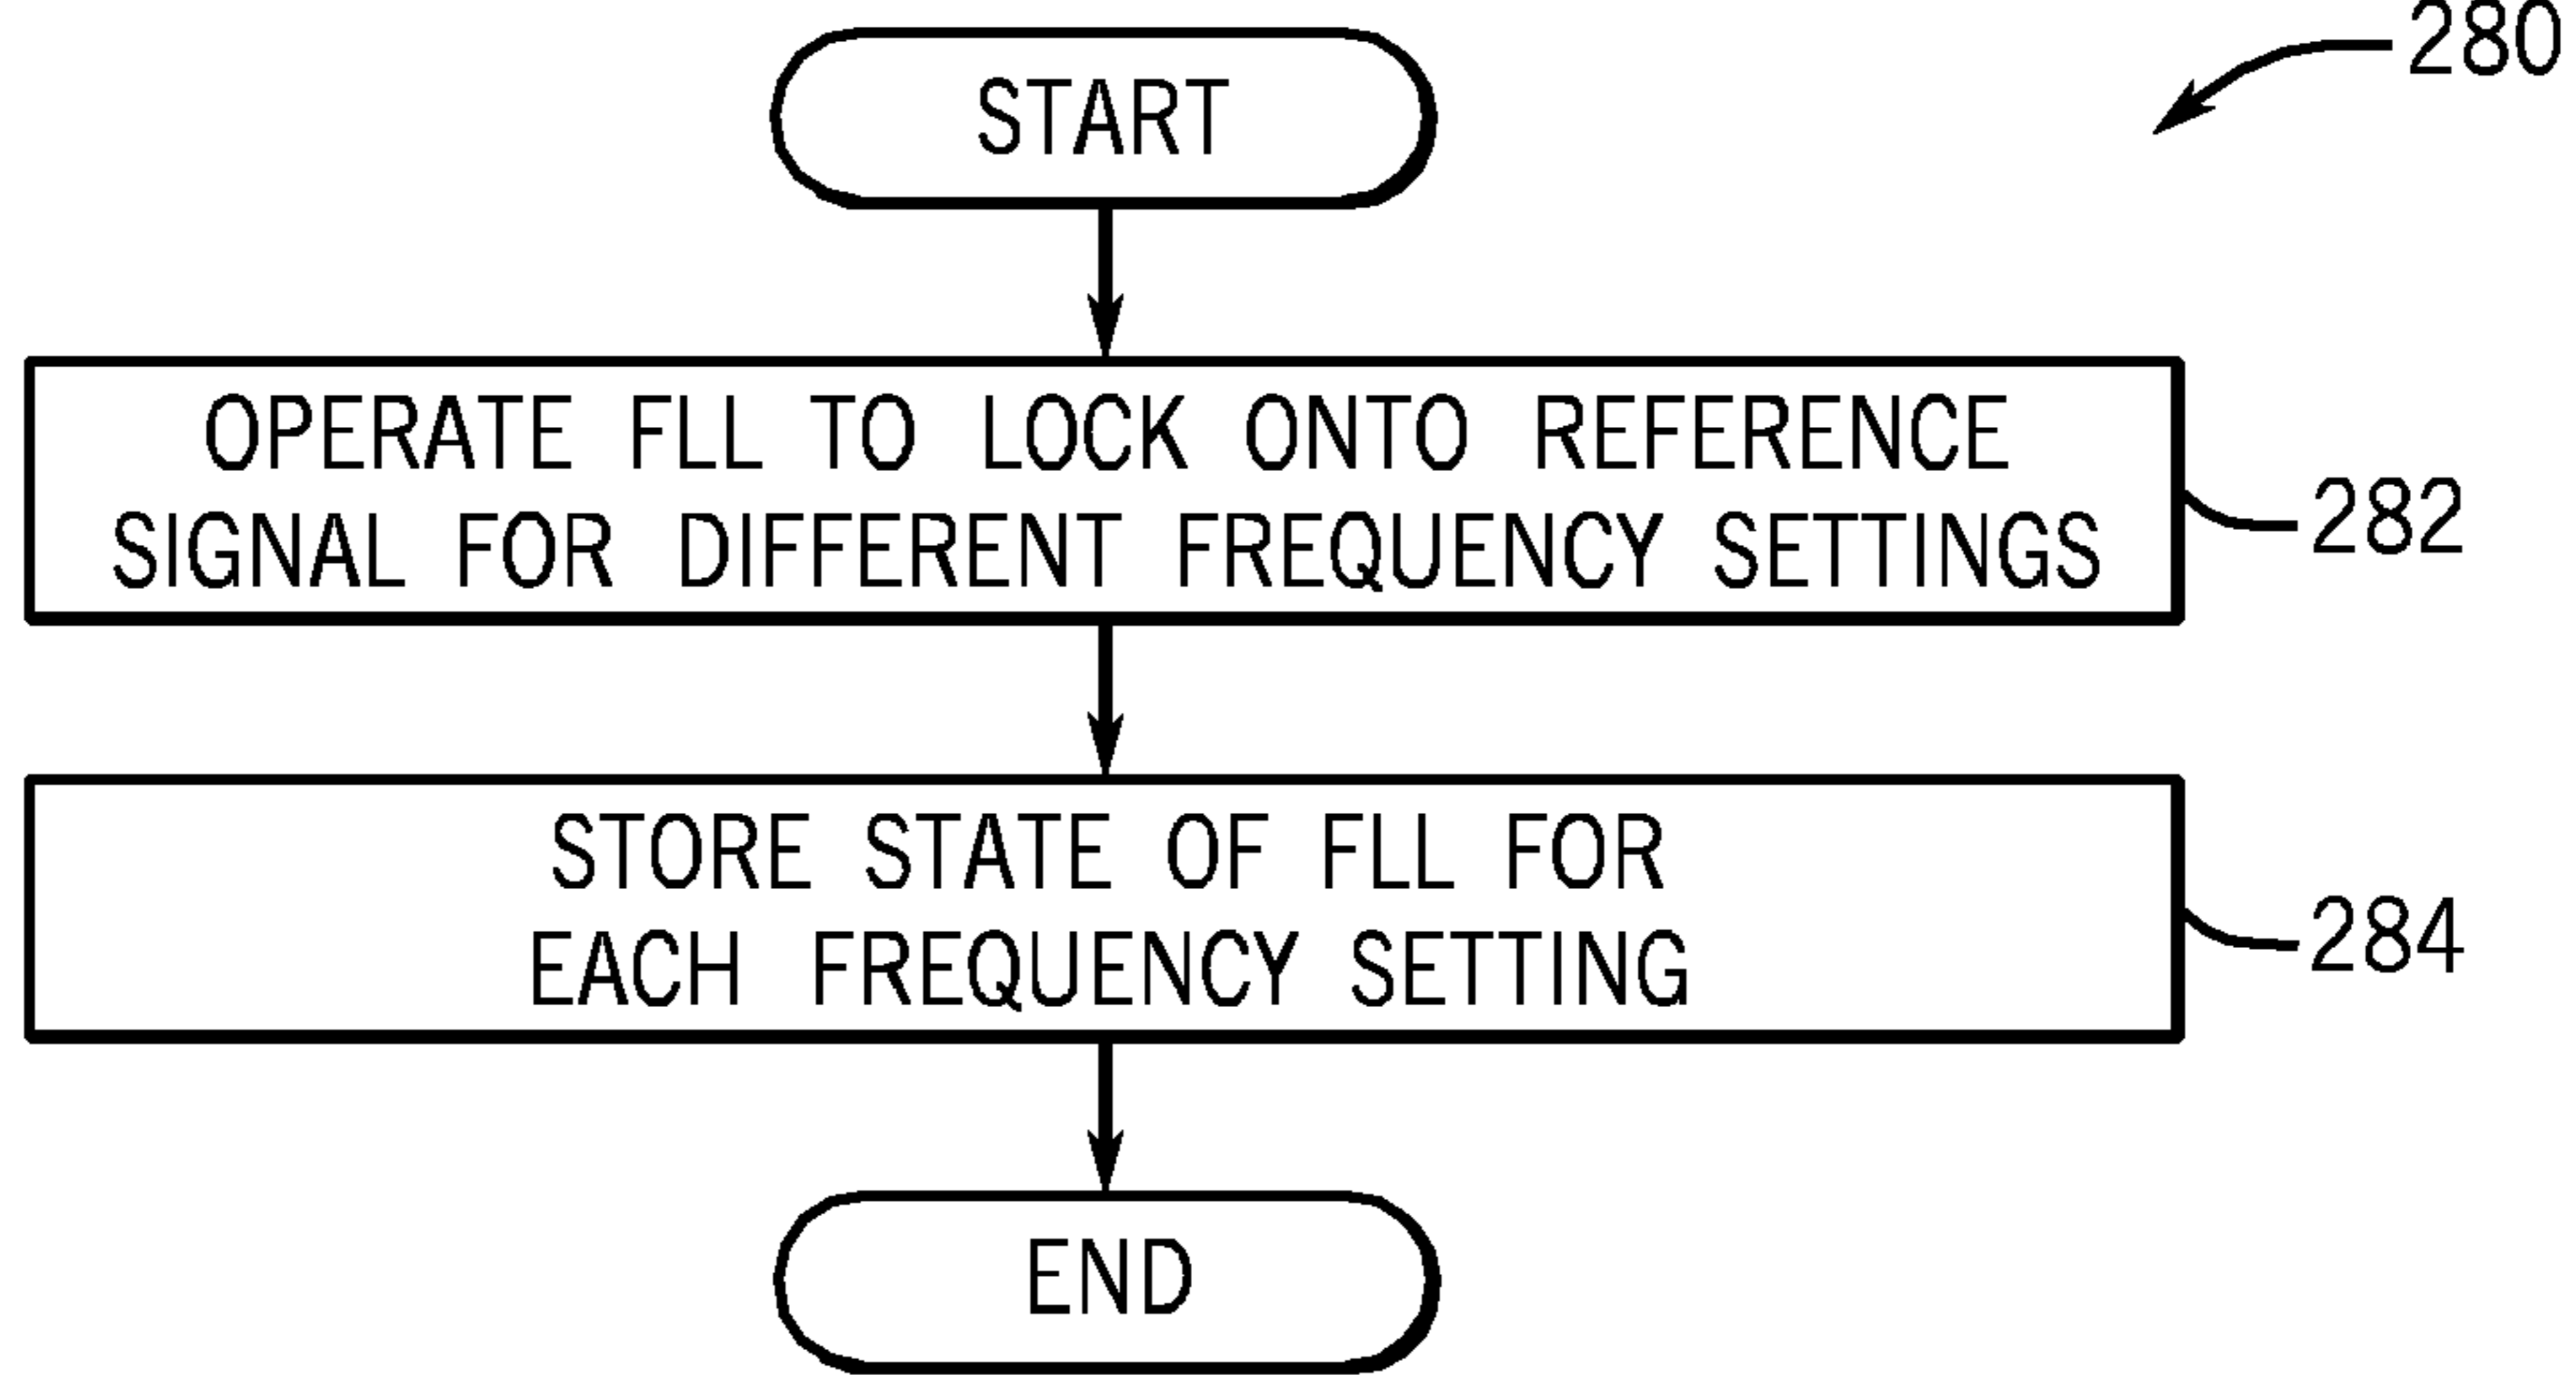 280
START
OPERATE FLL TO LOCK ONTO REFERENCE
SIGNAL FOR DIFFERENT FREQUENCY SETTINGS
282
STORE STATE OF FLL FOR
EACH FREQUENCY SETTING
284
END